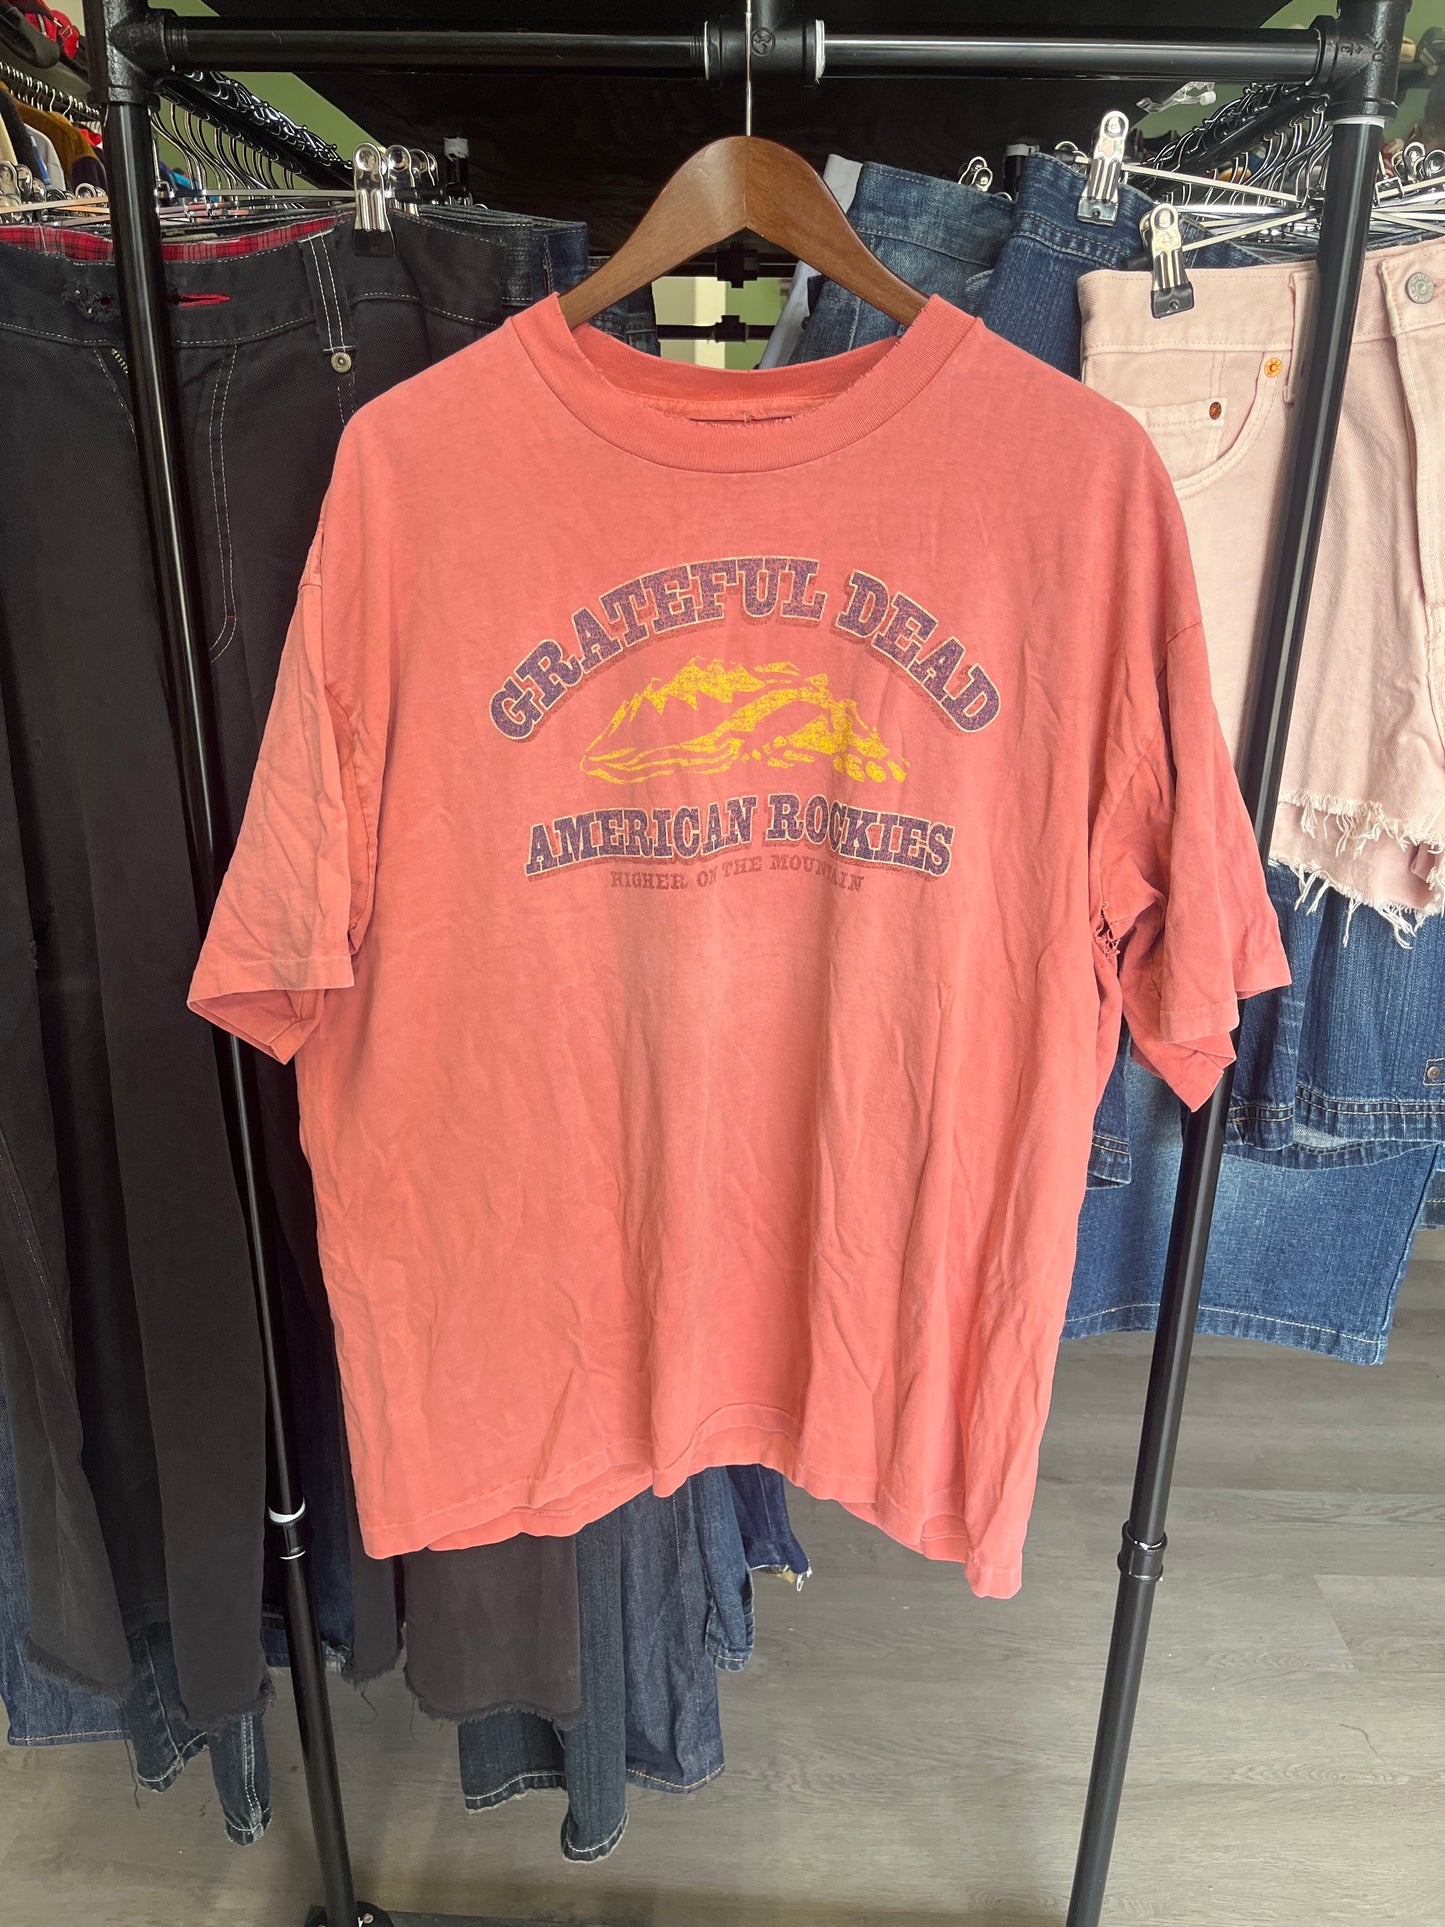 GRATEFUL DEAD
AMERICAN ROCKIES
HIGHER ON THE MOUNTAIN